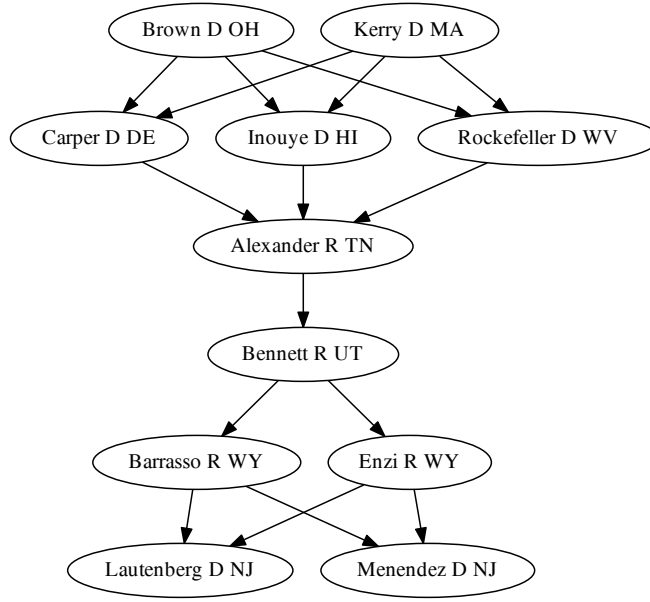 Brown D OH
Kerry D MA
Carper D DE
Inouye D HI
Rockefeller D WV
Alexander R TN
Bennett R UT
Barrasso R WY
Enzi R WY
Lautenberg D NJ
Menendez D NJ